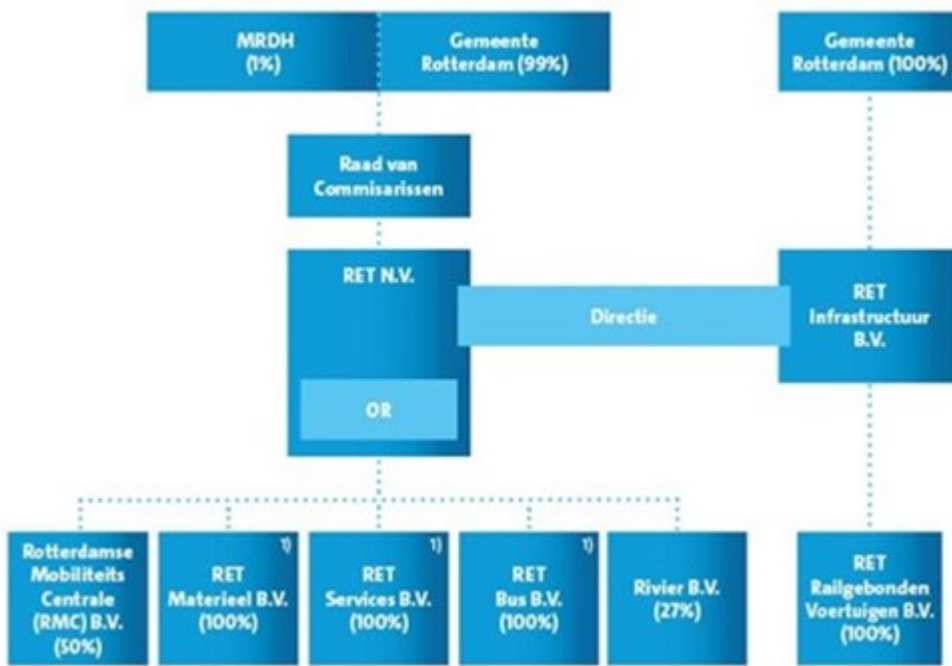 MRDH
(1%)
Gemeente
Rotterdam (99%)
Gemeente
Rotterdam (100%)
Raad van
Commisarissen
RET N.V.
Directie
RET
Infrastructuur
B.V.
OR
Rotterdamse
Mobiliteits
Centrale
(RMC) B.V.
(50%)
1)
RET
Materieel B.V.
(100%)
1)
RET
Services B.V.
(100%)
1)
RET
Bus B.V.
(100%)
Rivier B.V.
(27%)
RET
Railgebonden
Voertuigen B.V.
(100%)